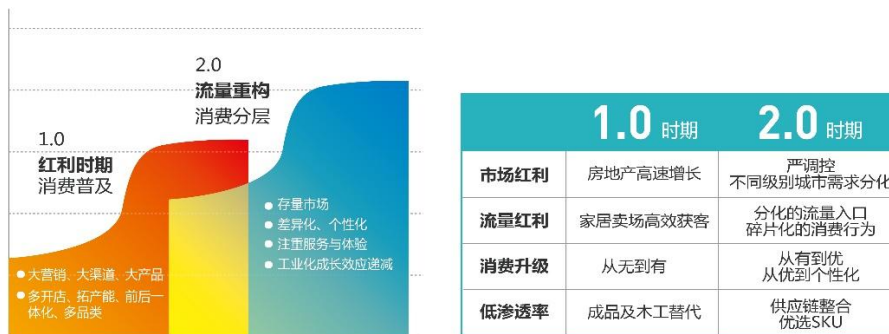 2.0
流量重构
消费分层
1.0
红利时期
消费普及
● 存量市场
● 差异化、个性化
● 注重服务与体验
● 工业化成长效应递减
● 大营销、大渠道、大产品
● 多开店、拓产能、前后一
体化、多品类
1.0 时期 2.0 时期
市场红利 房地产高速增长 严调控
不同级别城市需求分化
流量红利 家居卖场高效获客 分化的流量入口
碎片化的消费行为
消费升级 从无到有 从有到优
从优到个性化
低渗透率 成品及木工替代 供应链整合
优选SKU